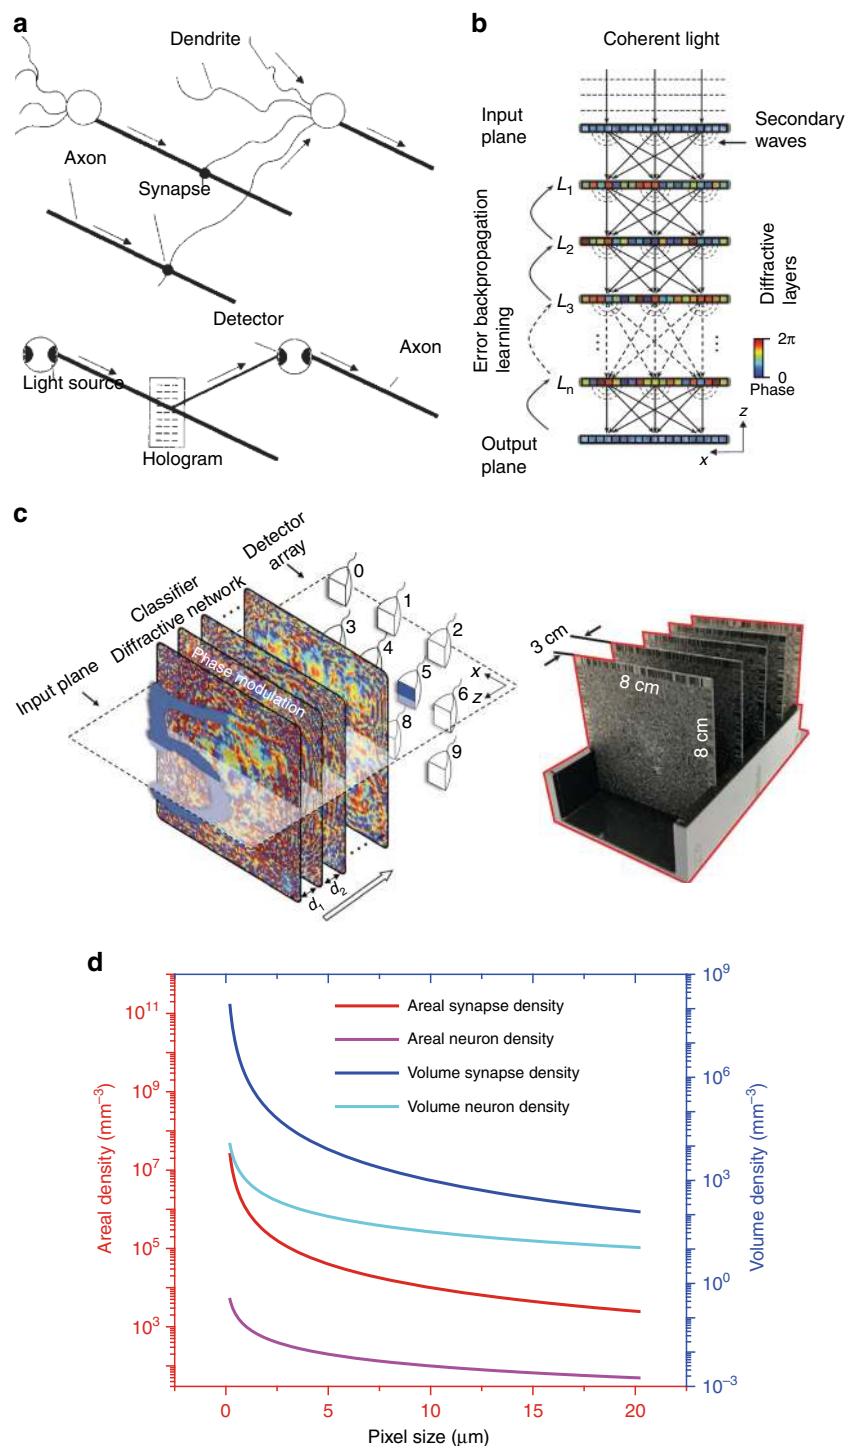 a
Dendrite
Axon
Synapse
Detector
Axon
Light source
Hologram
b
Coherent light
Input
plane
Secondary
waves
L1
L2
L3
Ln
Error backpropagation
learning
Diffractive
layers
2π
0
Phase
Output
plane
z
x
c
Detector
array
Classifier
Diffractive network
Input plane
Phase modulation
0
1
2
3
4
5
6
8
9
x
z
d1
d2
3 cm
8 cm
8 cm
d
Areal synapse density
Areal neuron density
Volume synapse density
Volume neuron density
Areal density (mm−3)
10^11
10^9
10^7
10^5
10^3
Volume density (mm−3)
10^9
10^6
10^3
10^0
10^−3
0 5 10 15 20
Pixel size (μm)